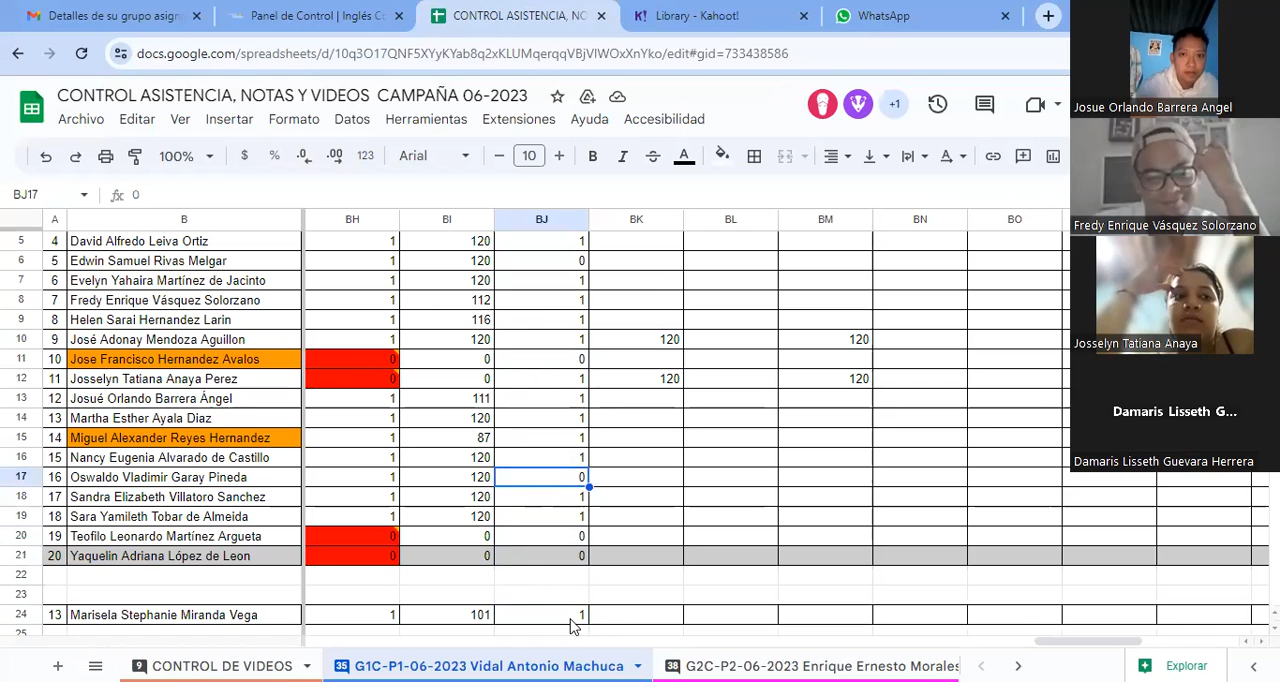 Detalles de su grupo asign
Panel de Control | Inglés C
CONTROL ASISTENCIA, NO
Library - Kahoot!
WhatsApp
CONTROL ASISTENCIA, NOTAS Y VIDEOS, CAMPAÑA 06-2023
+1
Archivo Editar Ver Insertar Formato Datos Herramientas Extensiones Ayuda Accesibilidad
100% $ % .0 .00 123 Arial 10 B I A
BJ17 fx 0
A B BH BI BJ BK BL BM BN BO
5 4 David Alfredo Leiva Ortiz 1
6 5 Edwin Samuel Rivas Melgar 1 120 0
7 6 Evelyn Yahaira Martínez de Jacinto 1 120 1
8 7 Fredy Enrique Vásquez Solorzano 1 112 1
9 8 Helen Sarai Hernandez Larin 1 117 1
10 9 José Adonay Mendoza Aguillon 1 120 1 120 120
11 10 Jose Francisco Hernandez Avalos 0 0 0
12 11 Josselyn Tatiana Anaya Perez 0 0 1 120 120
13 12 Josué Orlando Barrera Ángel 1 111 1
14 13 Martha Esther Ayala Diaz 1 120 1
15 14 Miguel Alexander Reyes Hernandez 1 87 1
16 15 Nancy Eugenia Alvarado de Castillo 1 120 1
17 16 Oswaldo Vladimir Garay Pineda 1 120 0
18 17 Sandra Elizabeth Villatoro Sanchez 1 120 1
19 18 Sara Yamileth Tobar de Almeida 1 120 1
20 19 Teofilo Leonardo Martínez Argueta 0 0 0
21 20 Yaquelin Adriana López de Leon 0 0 0
22
23
24 13 Marisela Stephanie Miranda Vega 1 101 1
25
9 CONTROL DE VIDEOS
35 G1C-P1-06-2023 Vidal Antonio Machuca
38 G2C-P2-06-2023 Enrique Ernesto Morales
Explorar
Josue Orlando Barrera Angel
Fredy Enrique Vásquez Solorzano
Josselyn Tatiana Anaya
Damaris Lisseth G...
Damaris Lisseth Guevara Herrera